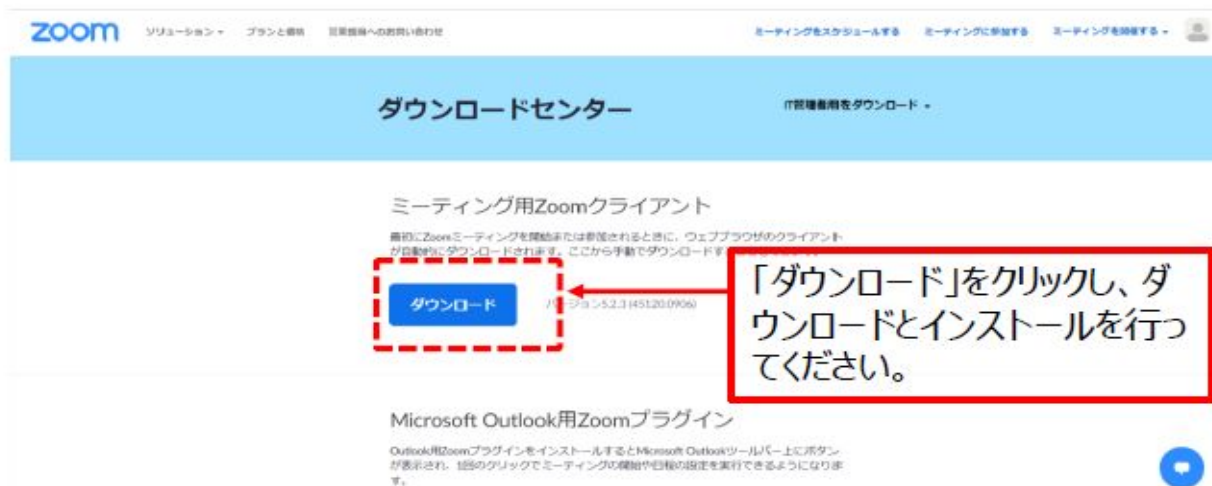 zoom ソリューション プランと価格 営業担当へのお問い合わせ ミーティングをスケジュールする ミーティングに参加する ミーティングを開催する
ダウンロードセンター IT管理者用をダウンロード
ミーティング用Zoomクライアント
最初にZoomミーティングを開始または参加されるときに、ウェブブラウザのクライアント
が自動的にダウンロードされます。ここから手動でダウンロードす
ダウンロード
ージョン5.2.3 (45120.0906)
「ダウンロード」をクリックし、ダ
ウンロードとインストールを行っ
てください。
Microsoft Outlook用Zoomプラグイン
Outlook用ZoomプラグインをインストールするとMicrosoft Outlookツールバー上にボタン
が表示され、1回のクリックでミーティングの開始や日程の設定を実行できるようになりま
す。